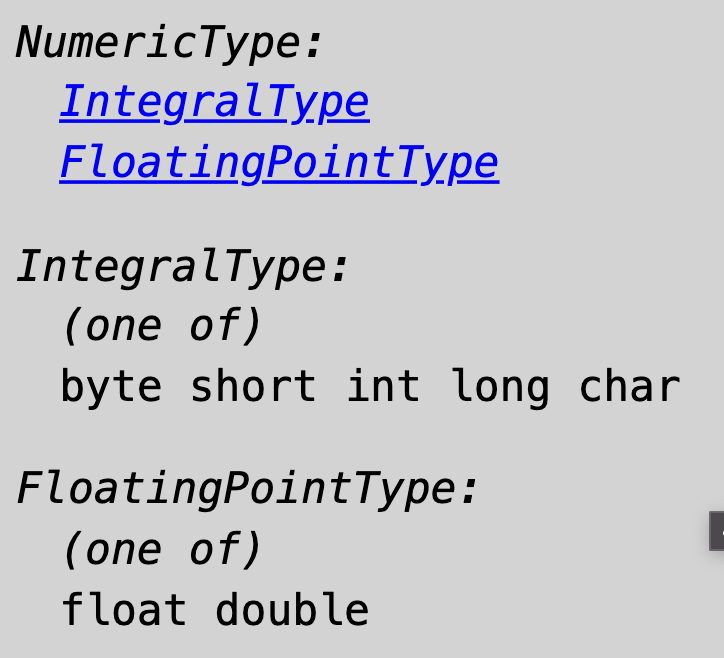 NumericType:
IntegralType
FloatingPointType
IntegralType:
(one of)
byte short int long char
FloatingPointType:
(one of)
float double